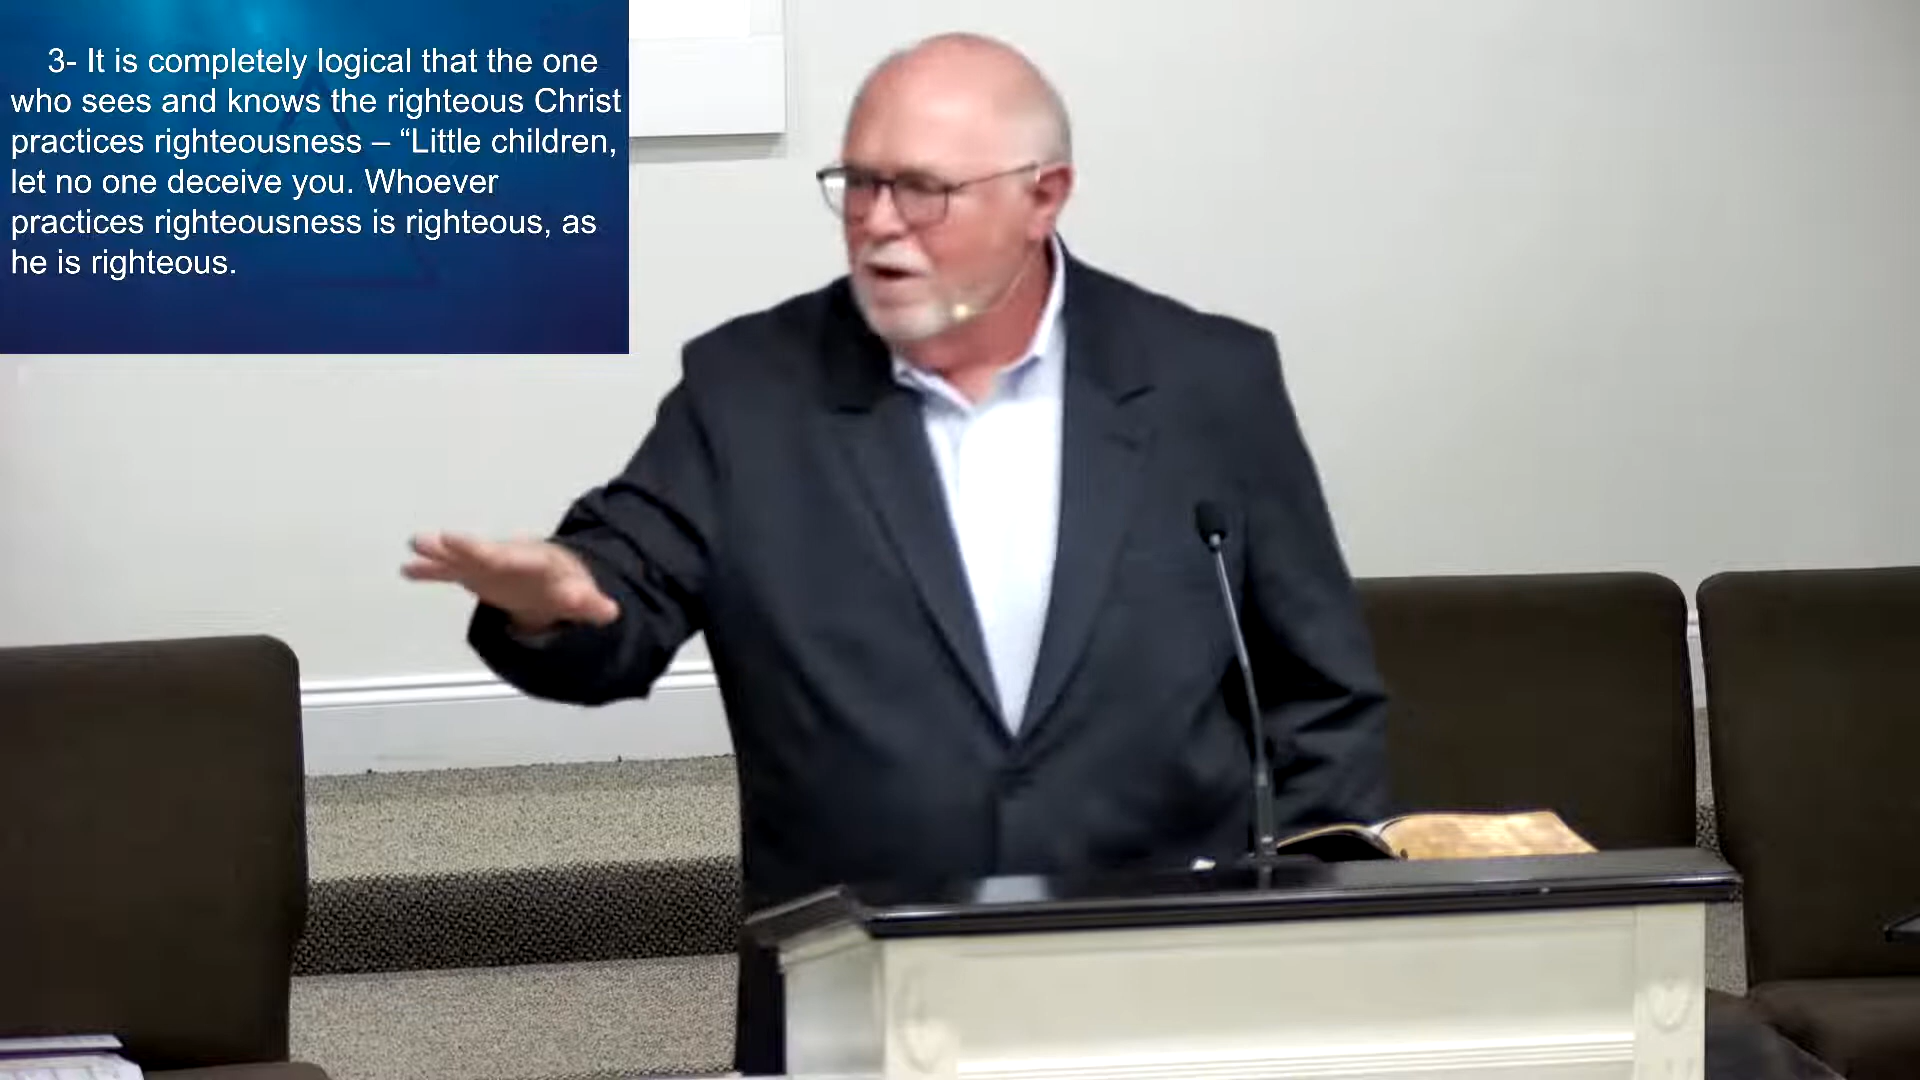 3- It is completely logical that the one
who sees and knows the righteous Christ
practices righteousness – “Little children,
let no one deceive you. Whoever
practices righteousness is righteous, as
he is righteous.